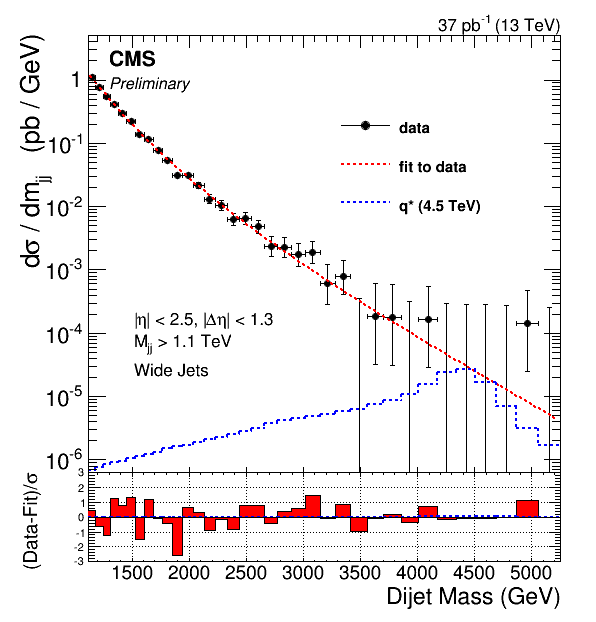 37 pb⁻¹ (13 TeV)
CMS
Preliminary
dσ / dm_jj (pb / GeV)
1
10⁻¹
10⁻²
10⁻³
10⁻⁴
10⁻⁵
10⁻⁶
data
fit to data
q* (4.5 TeV)
|η| < 2.5, |Δη| < 1.3
M_jj > 1.1 TeV
Wide Jets
(Data-Fit)/σ
3
2
1
0
-1
-2
-3
1500 2000 2500 3000 3500 4000 4500 5000
Dijet Mass (GeV)